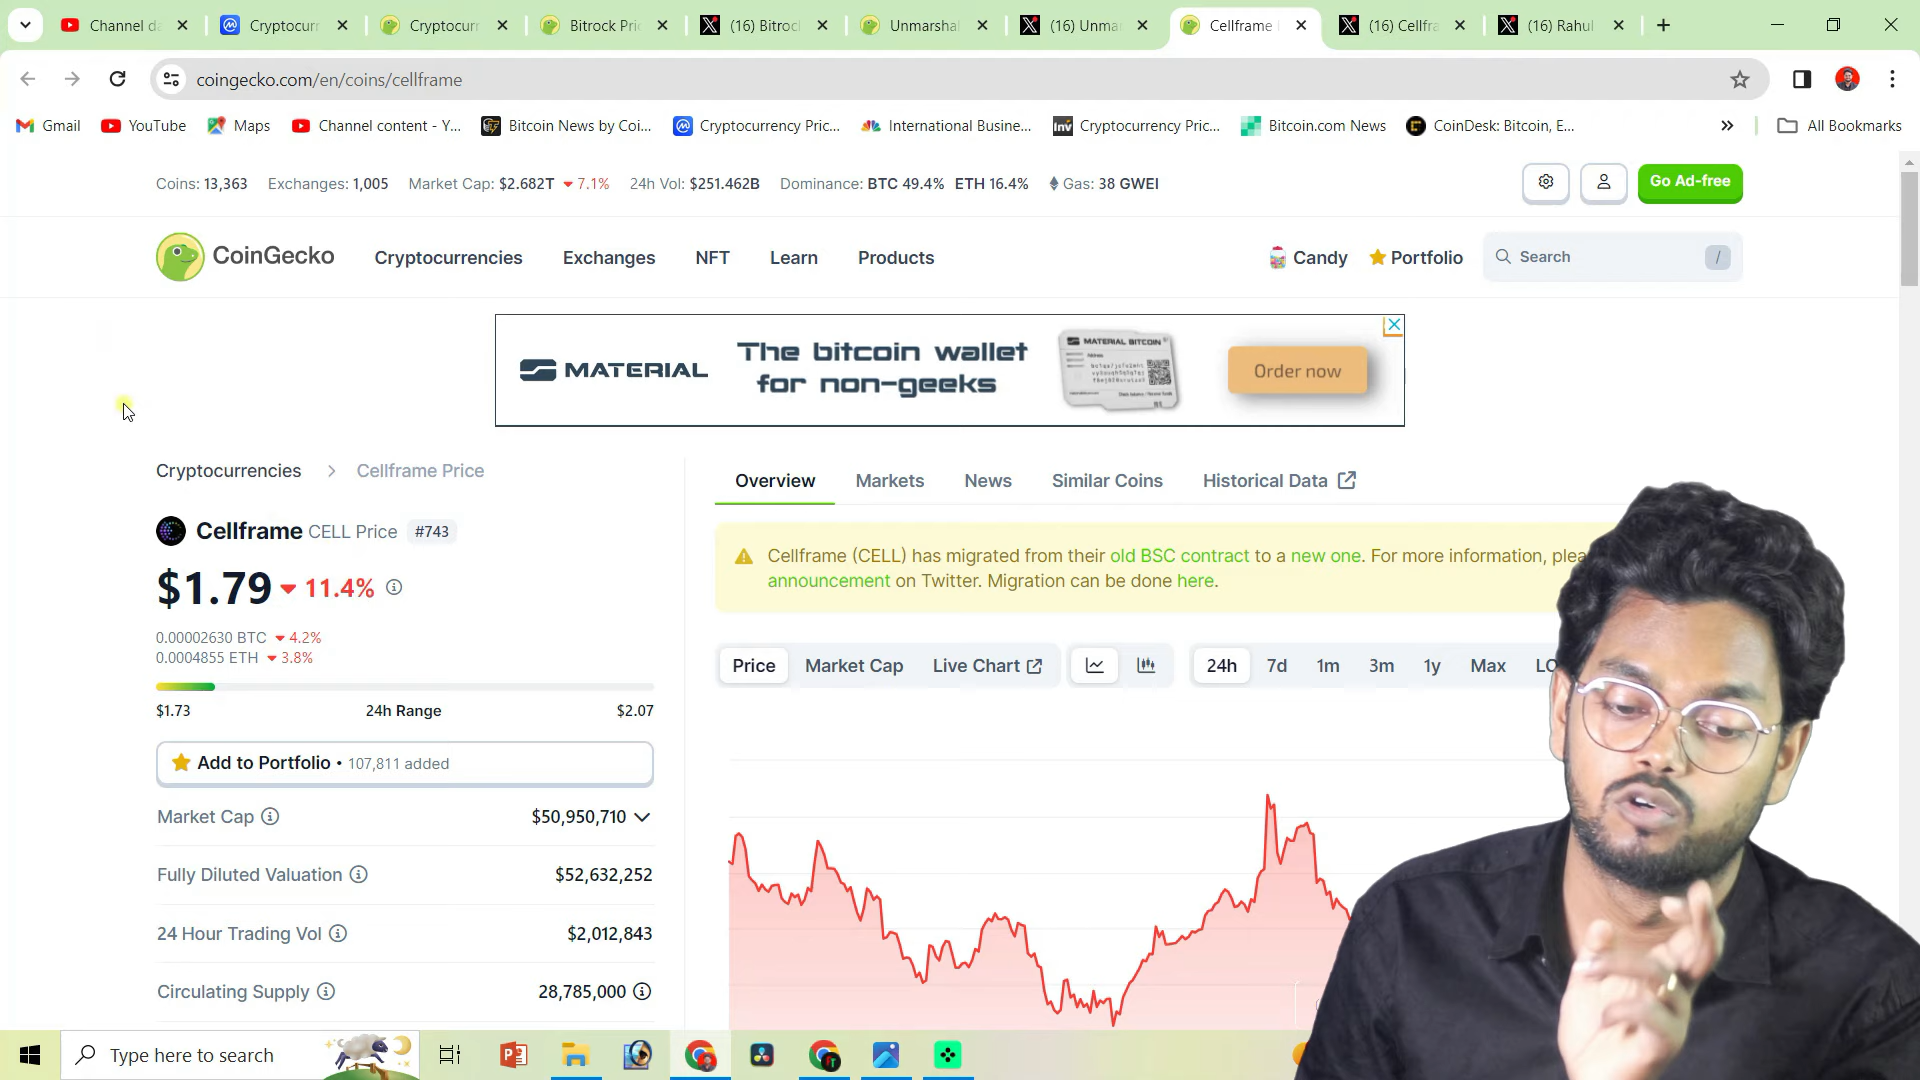 Channel da
Cryptocurr
Cryptocurr
Bitrock Pric
(16) Bitroc
Unmarshal
(16) Unmar
Cellframe
(16) Cellfra
(16) Rahul
coingecko.com/en/coins/cellframe
Gmail
YouTube
Maps
Channel content - Y...
Bitcoin News by Coi...
Cryptocurrency Pric...
International Busine...
Cryptocurrency Pric...
Bitcoin.com News
CoinDesk: Bitcoin, E...
All Bookmarks
Coins: 13,363 Exchanges: 1,005 Market Cap: $2.682T 7.1% 24h Vol: $251.462B Dominance: BTC 49.4% ETH 16.4% Gas: 38 GWEI
Go Ad-free
CoinGecko
Cryptocurrencies Exchanges NFT Learn Products
Candy Portfolio
Search /
MATERIAL
The bitcoin wallet
for non-geeks
MATERIAL BITCOIN
Order now
Cryptocurrencies > Cellframe Price
Overview Markets News Similar Coins Historical Data
Cellframe CELL Price #743
$1.79 11.4%
0.00002630 BTC 4.2%
0.0004855 ETH 3.8%
$1.73 24h Range $2.07
Add to Portfolio • 107,811 added
Market Cap $50,950,710
Fully Diluted Valuation $52,632,252
24 Hour Trading Vol $2,012,843
Circulating Supply 28,785,000
Cellframe (CELL) has migrated from their old BSC contract to a new one. For more information, plea
announcement on Twitter. Migration can be done here.
Price Market Cap Live Chart
24h 7d 1m 3m 1y Max LO
Type here to search